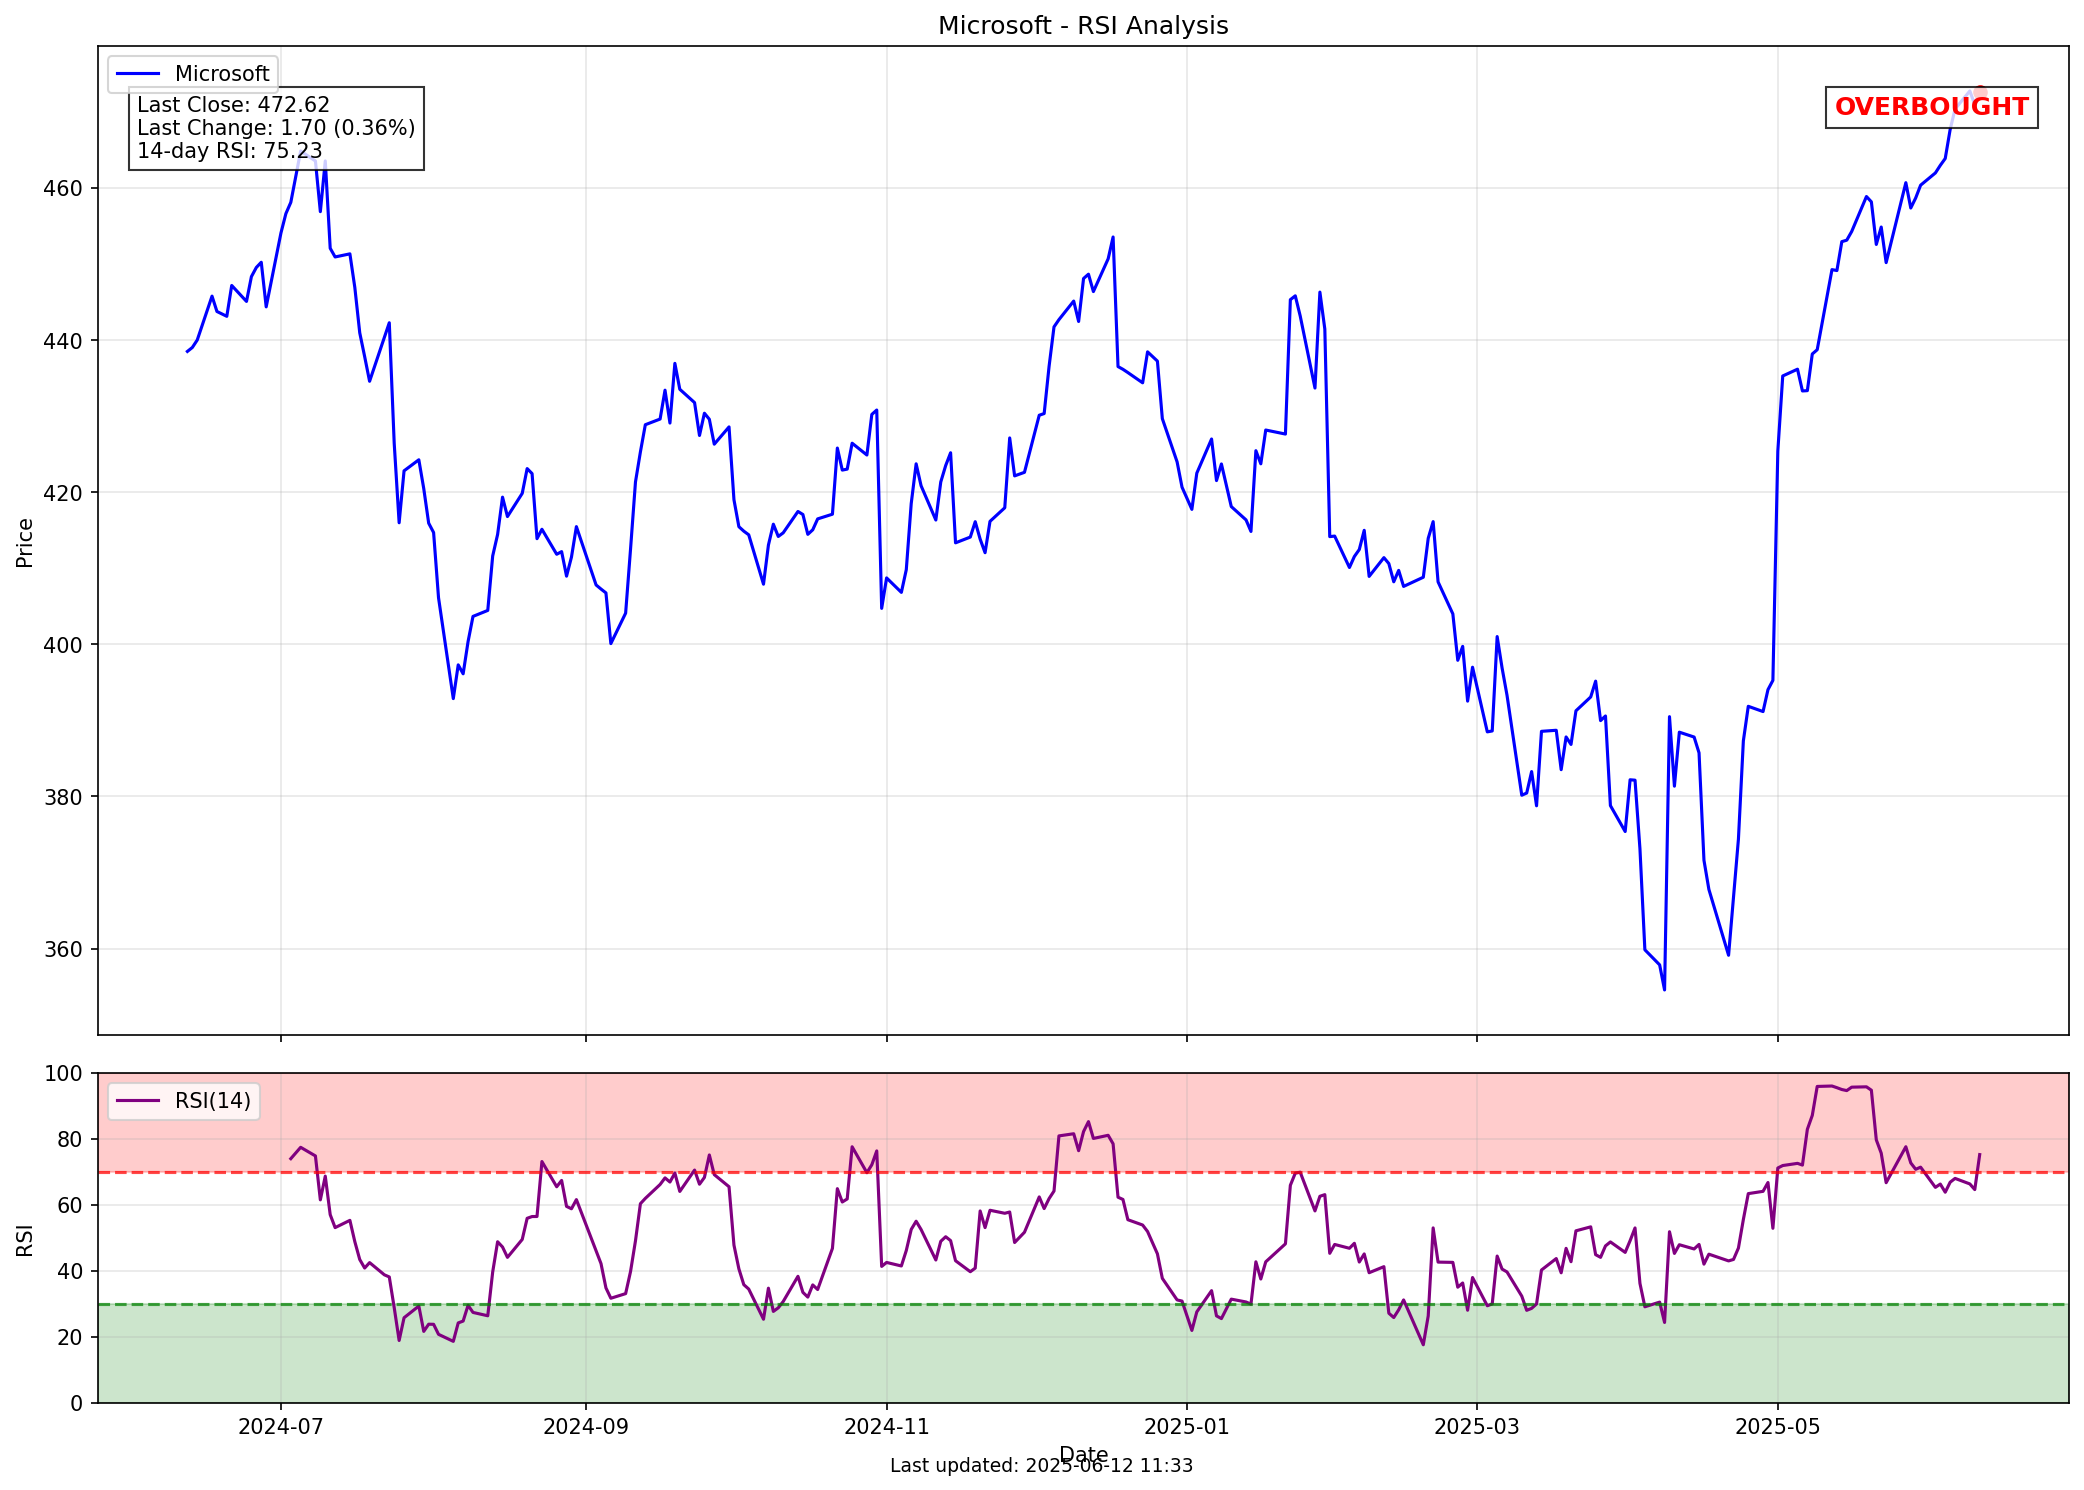 Microsoft - RSI Analysis
Microsoft
Last Close: 472.62
Last Change: 1.70 (0.36%)
14-day RSI: 75.23
OVERBOUGHT
Price
460
440
420
400
380
360
RSI(14)
RSI
100
80
60
40
20
0
2024-07
2024-09
2024-11
2025-01
2025-03
2025-05
Date
Last updated: 2025-06-12 11:33